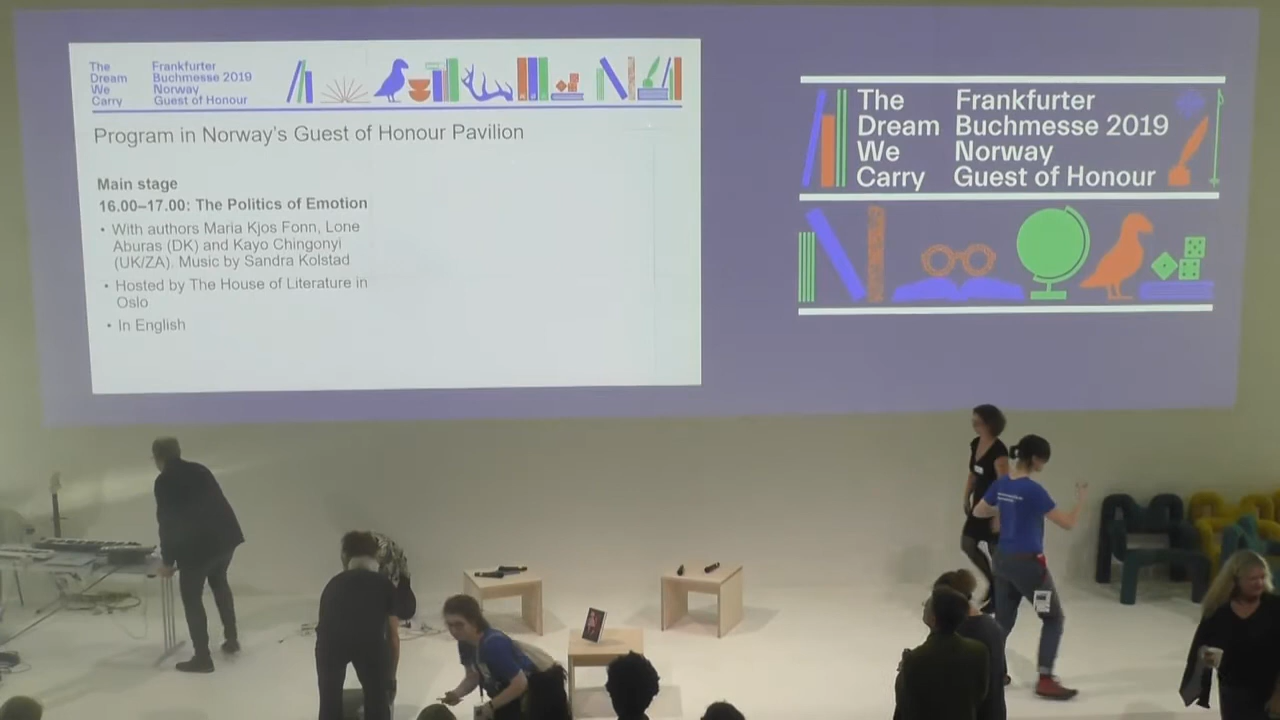 The
Dream
We
Carry
Frankfurter
Buchmesse 2019
Norway
Guest of Honour
Program in Norway's Guest of Honour Pavilion
Main stage
16.00–17.00: The Politics of Emotion
• With authors Maria Kjos Fonn, Lone
Aburas (DK) and Kayo Chingonyi
(UK/ZA). Music by Sandra Kolstad
• Hosted by The House of Literature in
Oslo
• In English
The
Dream
We
Carry
Frankfurter
Buchmesse 2019
Norway
Guest of Honour